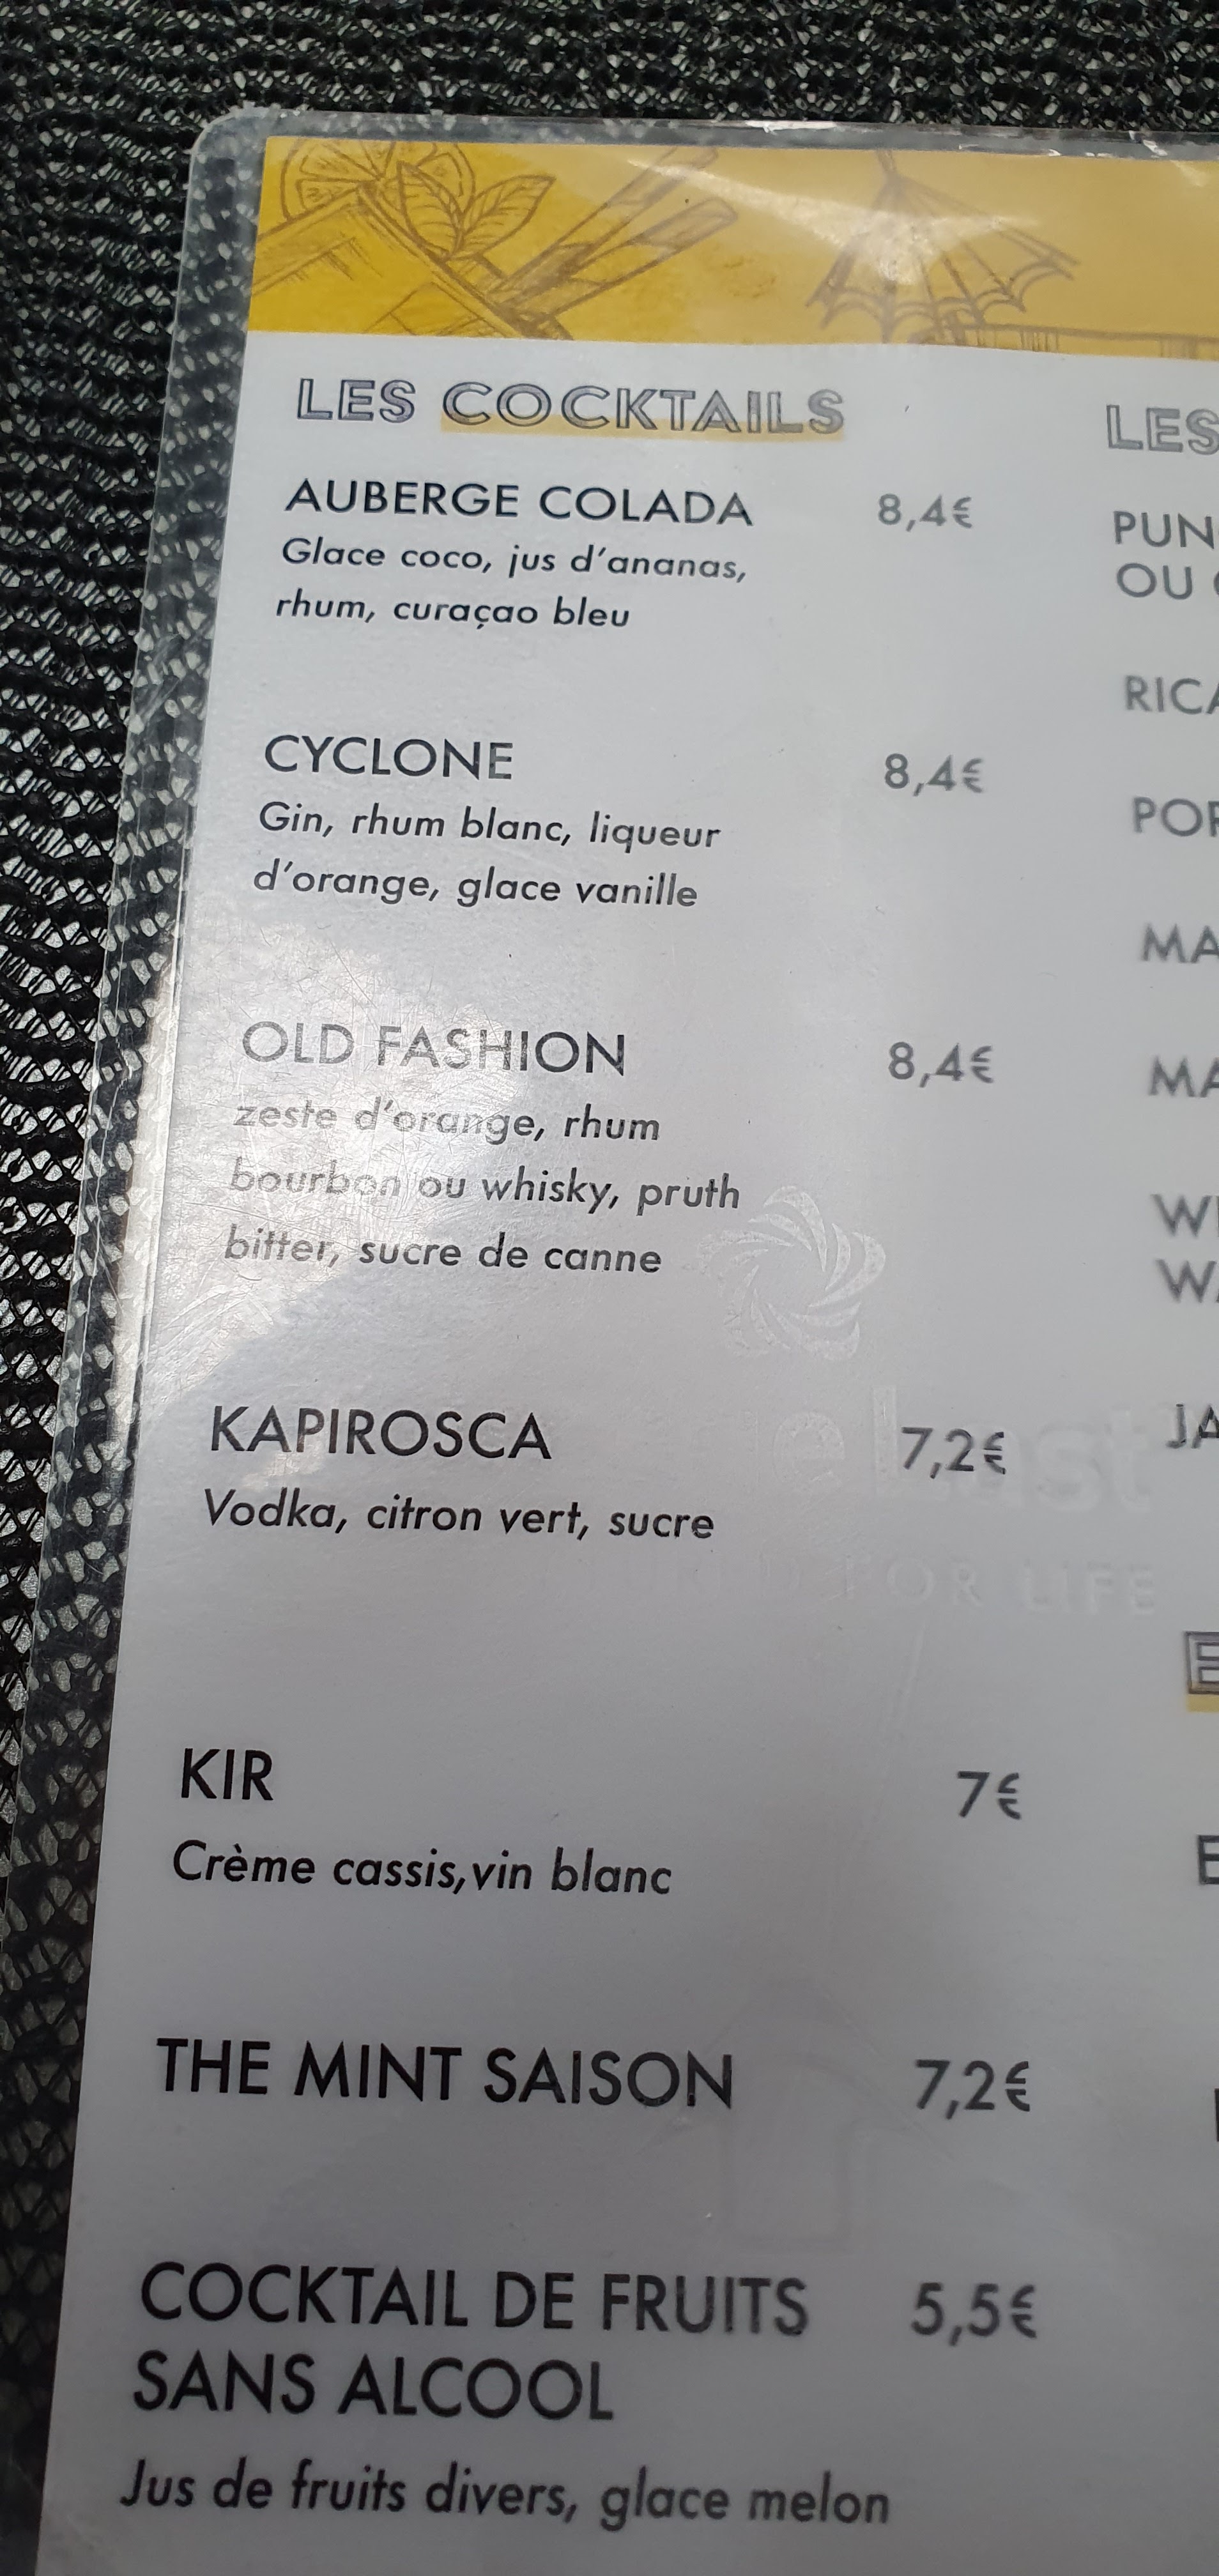 LES COCKTAILS
AUBERGE COLADA 8,4€
Glace coco, jus d'ananas,
rhum, curaçao bleu
CYCLONE 8,4€
Gin, rhum blanc, liqueur
d'orange, glace vanille
OLD FASHION 8,4€
zeste d'orange, rhum
bourbon ou whisky, pruth
bitter, sucre de canne
KAPIROSCA 7,2€
Vodka, citron vert, sucre
KIR 7€
Crème cassis,vin blanc
THE MINT SAISON 7,2€
COCKTAIL DE FRUITS 5,5€
SANS ALCOOL
Jus de fruits divers, glace melon
LES
OU
FOR LIFE